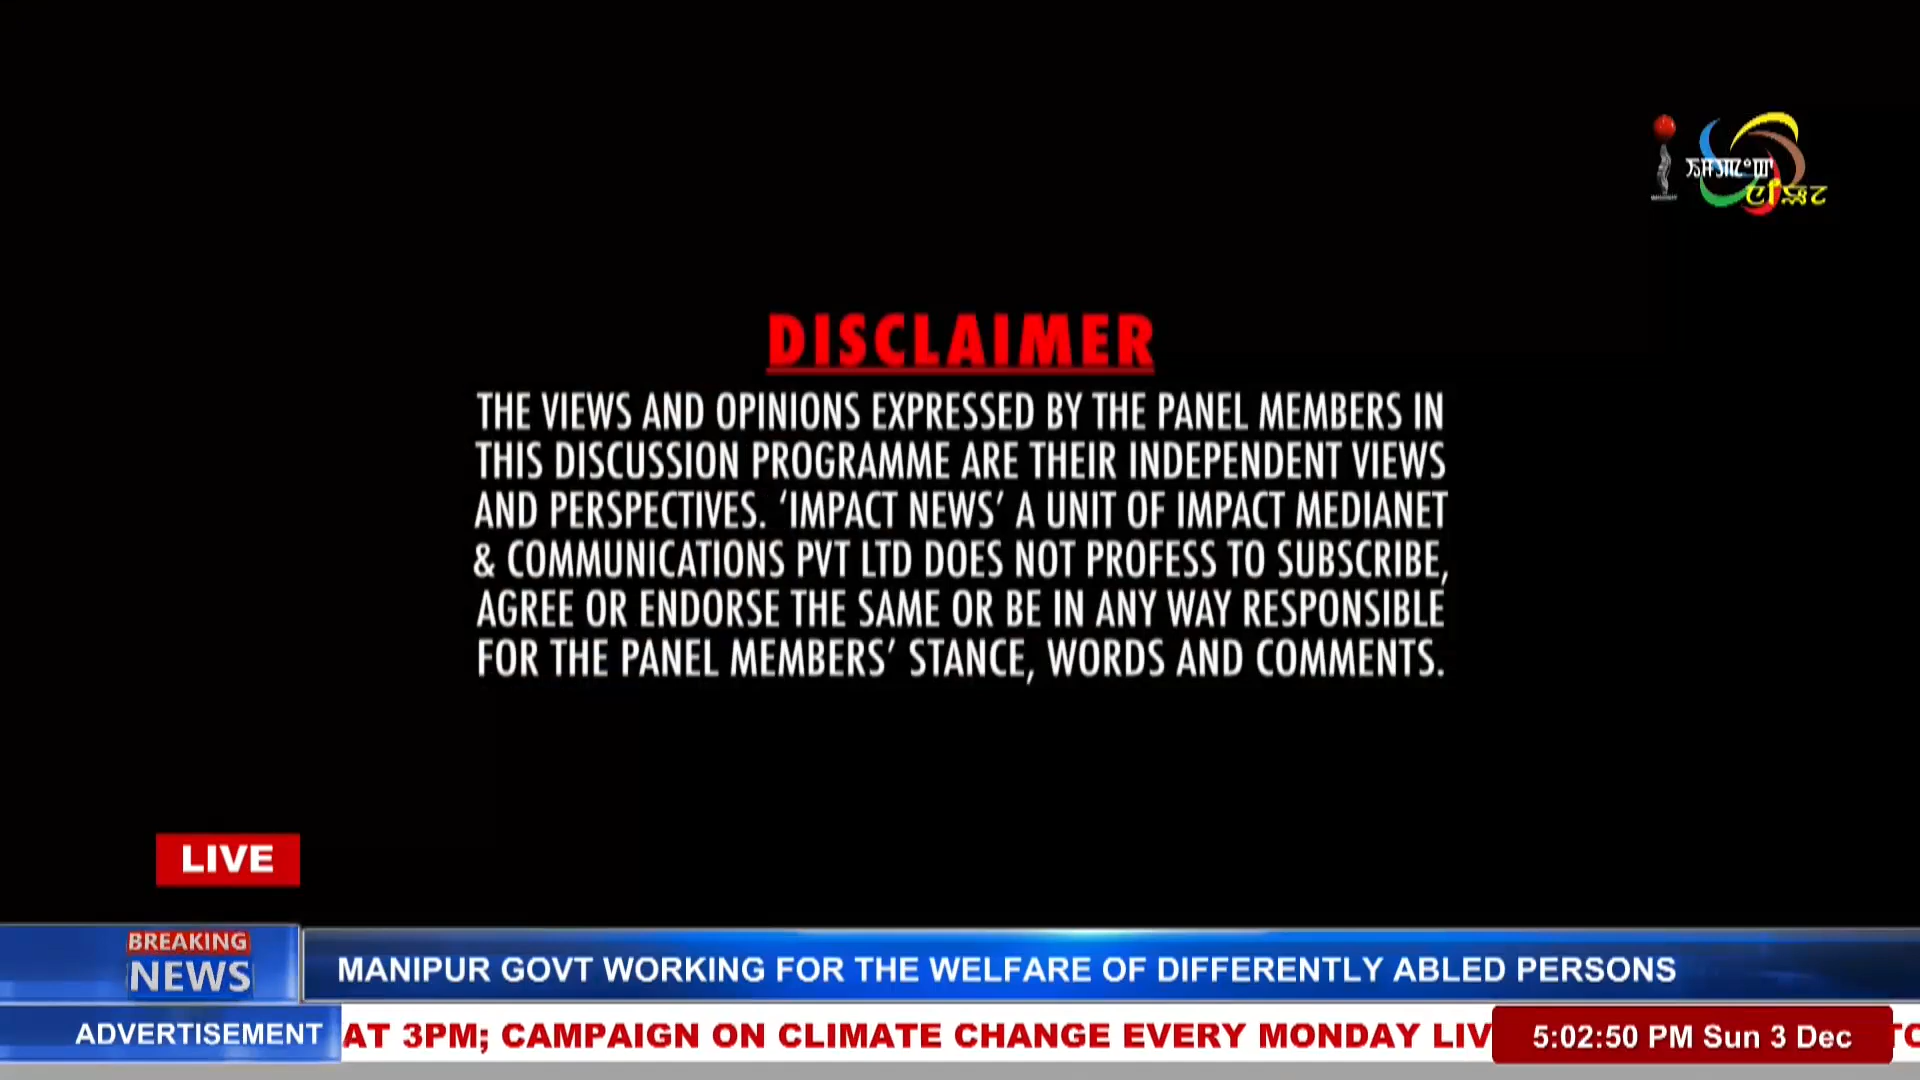 DISCLAIMER
THE VIEWS AND OPINIONS EXPRESSED BY THE PANEL MEMBERS IN
THIS DISCUSSION PROGRAMME ARE THEIR INDEPENDENT VIEWS
AND PERSPECTIVES. ‘IMPACT NEWS’ A UNIT OF IMPACT MEDIANET
& COMMUNICATIONS PVT LTD DOES NOT PROFESS TO SUBSCRIBE,
AGREE OR ENDORSE THE SAME OR BE IN ANY WAY RESPONSIBLE
FOR THE PANEL MEMBERS’ STANCE, WORDS AND COMMENTS.
LIVE
BREAKING
NEWS
MANIPUR GOVT WORKING FOR THE WELFARE OF DIFFERENTLY ABLED PERSONS
ADVERTISEMENT
AT 3PM; CAMPAIGN ON CLIMATE CHANGE EVERY MONDAY LIV
5:02:50 PM Sun 3 Dec